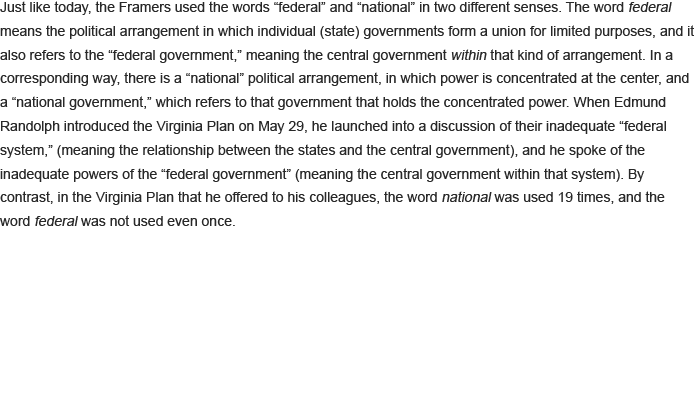 Just like today, the Framers used the words “federal” and “national” in two different senses. The word federal
means the political arrangement in which individual (state) governments form a union for limited purposes, and it
also refers to the “federal government,” meaning the central government within that kind of arrangement. In a
corresponding way, there is a “national” political arrangement, in which power is concentrated at the center, and
a “national government,” which refers to that government that holds the concentrated power. When Edmund
Randolph introduced the Virginia Plan on May 29, he launched into a discussion of their inadequate “federal
system,” (meaning the relationship between the states and the central government), and he spoke of the
inadequate powers of the “federal government” (meaning the central government within that system). By
contrast, in the Virginia Plan that he offered to his colleagues, the word national was used 19 times, and the
word federal was not used even once.